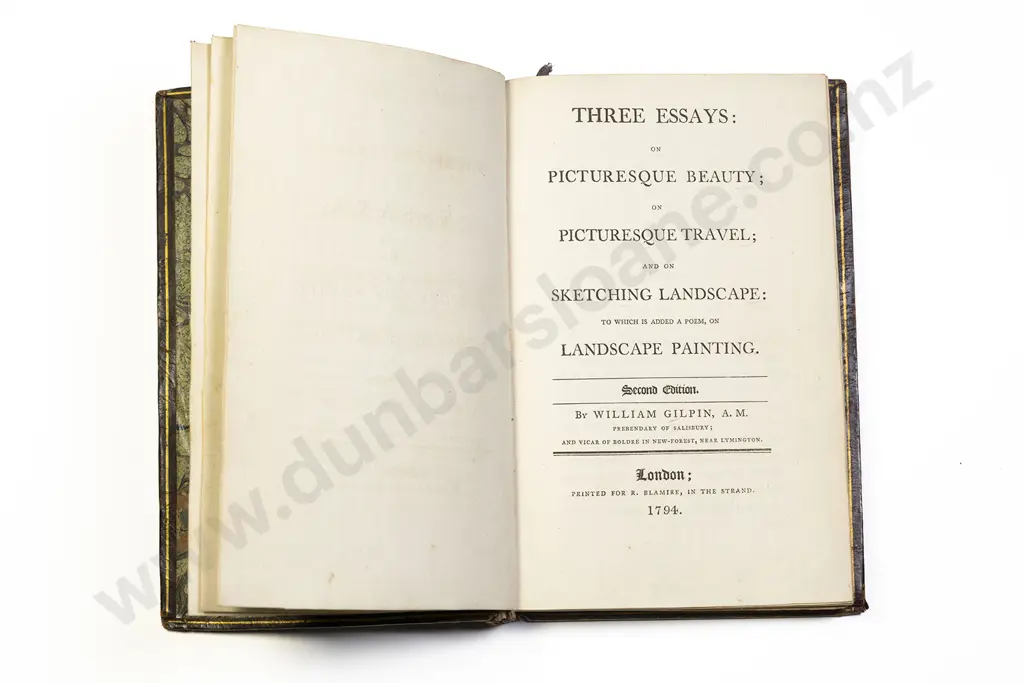 THREE ESSAYS:
ON
PICTURESQUE BEAUTY;
ON
PICTURESQUE TRAVEL;
AND ON
SKETCHING LANDSCAPE:
TO WHICH IS ADDED A POEM, ON
LANDSCAPE PAINTING.
Second Edition.
By WILLIAM GILPIN, A. M.
PREBENDARY OF SALISBURY;
AND VICAR OF BOLDRE IN NEW-FOREST, NEAR LYMINGTON.
London;
PRINTED FOR R. BLAMIRE, IN THE STRAND.
1794.
www.dunbarsloane.co.nz